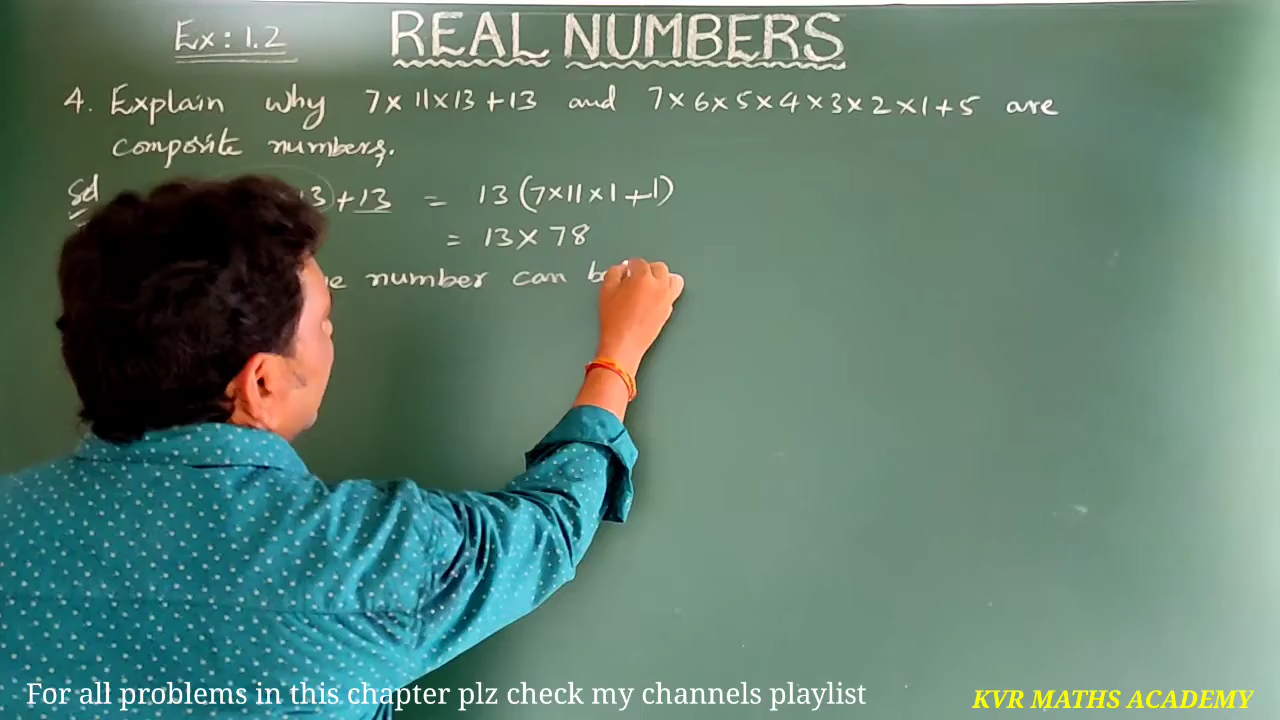 Ex: 1.2
REAL NUMBERS
4. Explain why 7 × 11 × 13 + 13 and 7 × 6 × 5 × 4 × 3 × 2 × 1 + 5 are
composite numbers.
Sol 13) + 13 = 13 (7×11×1+1)
= 13 × 78
number can
For all problems in this chapter plz check my channels playlist
KVR MATHS ACADEMY